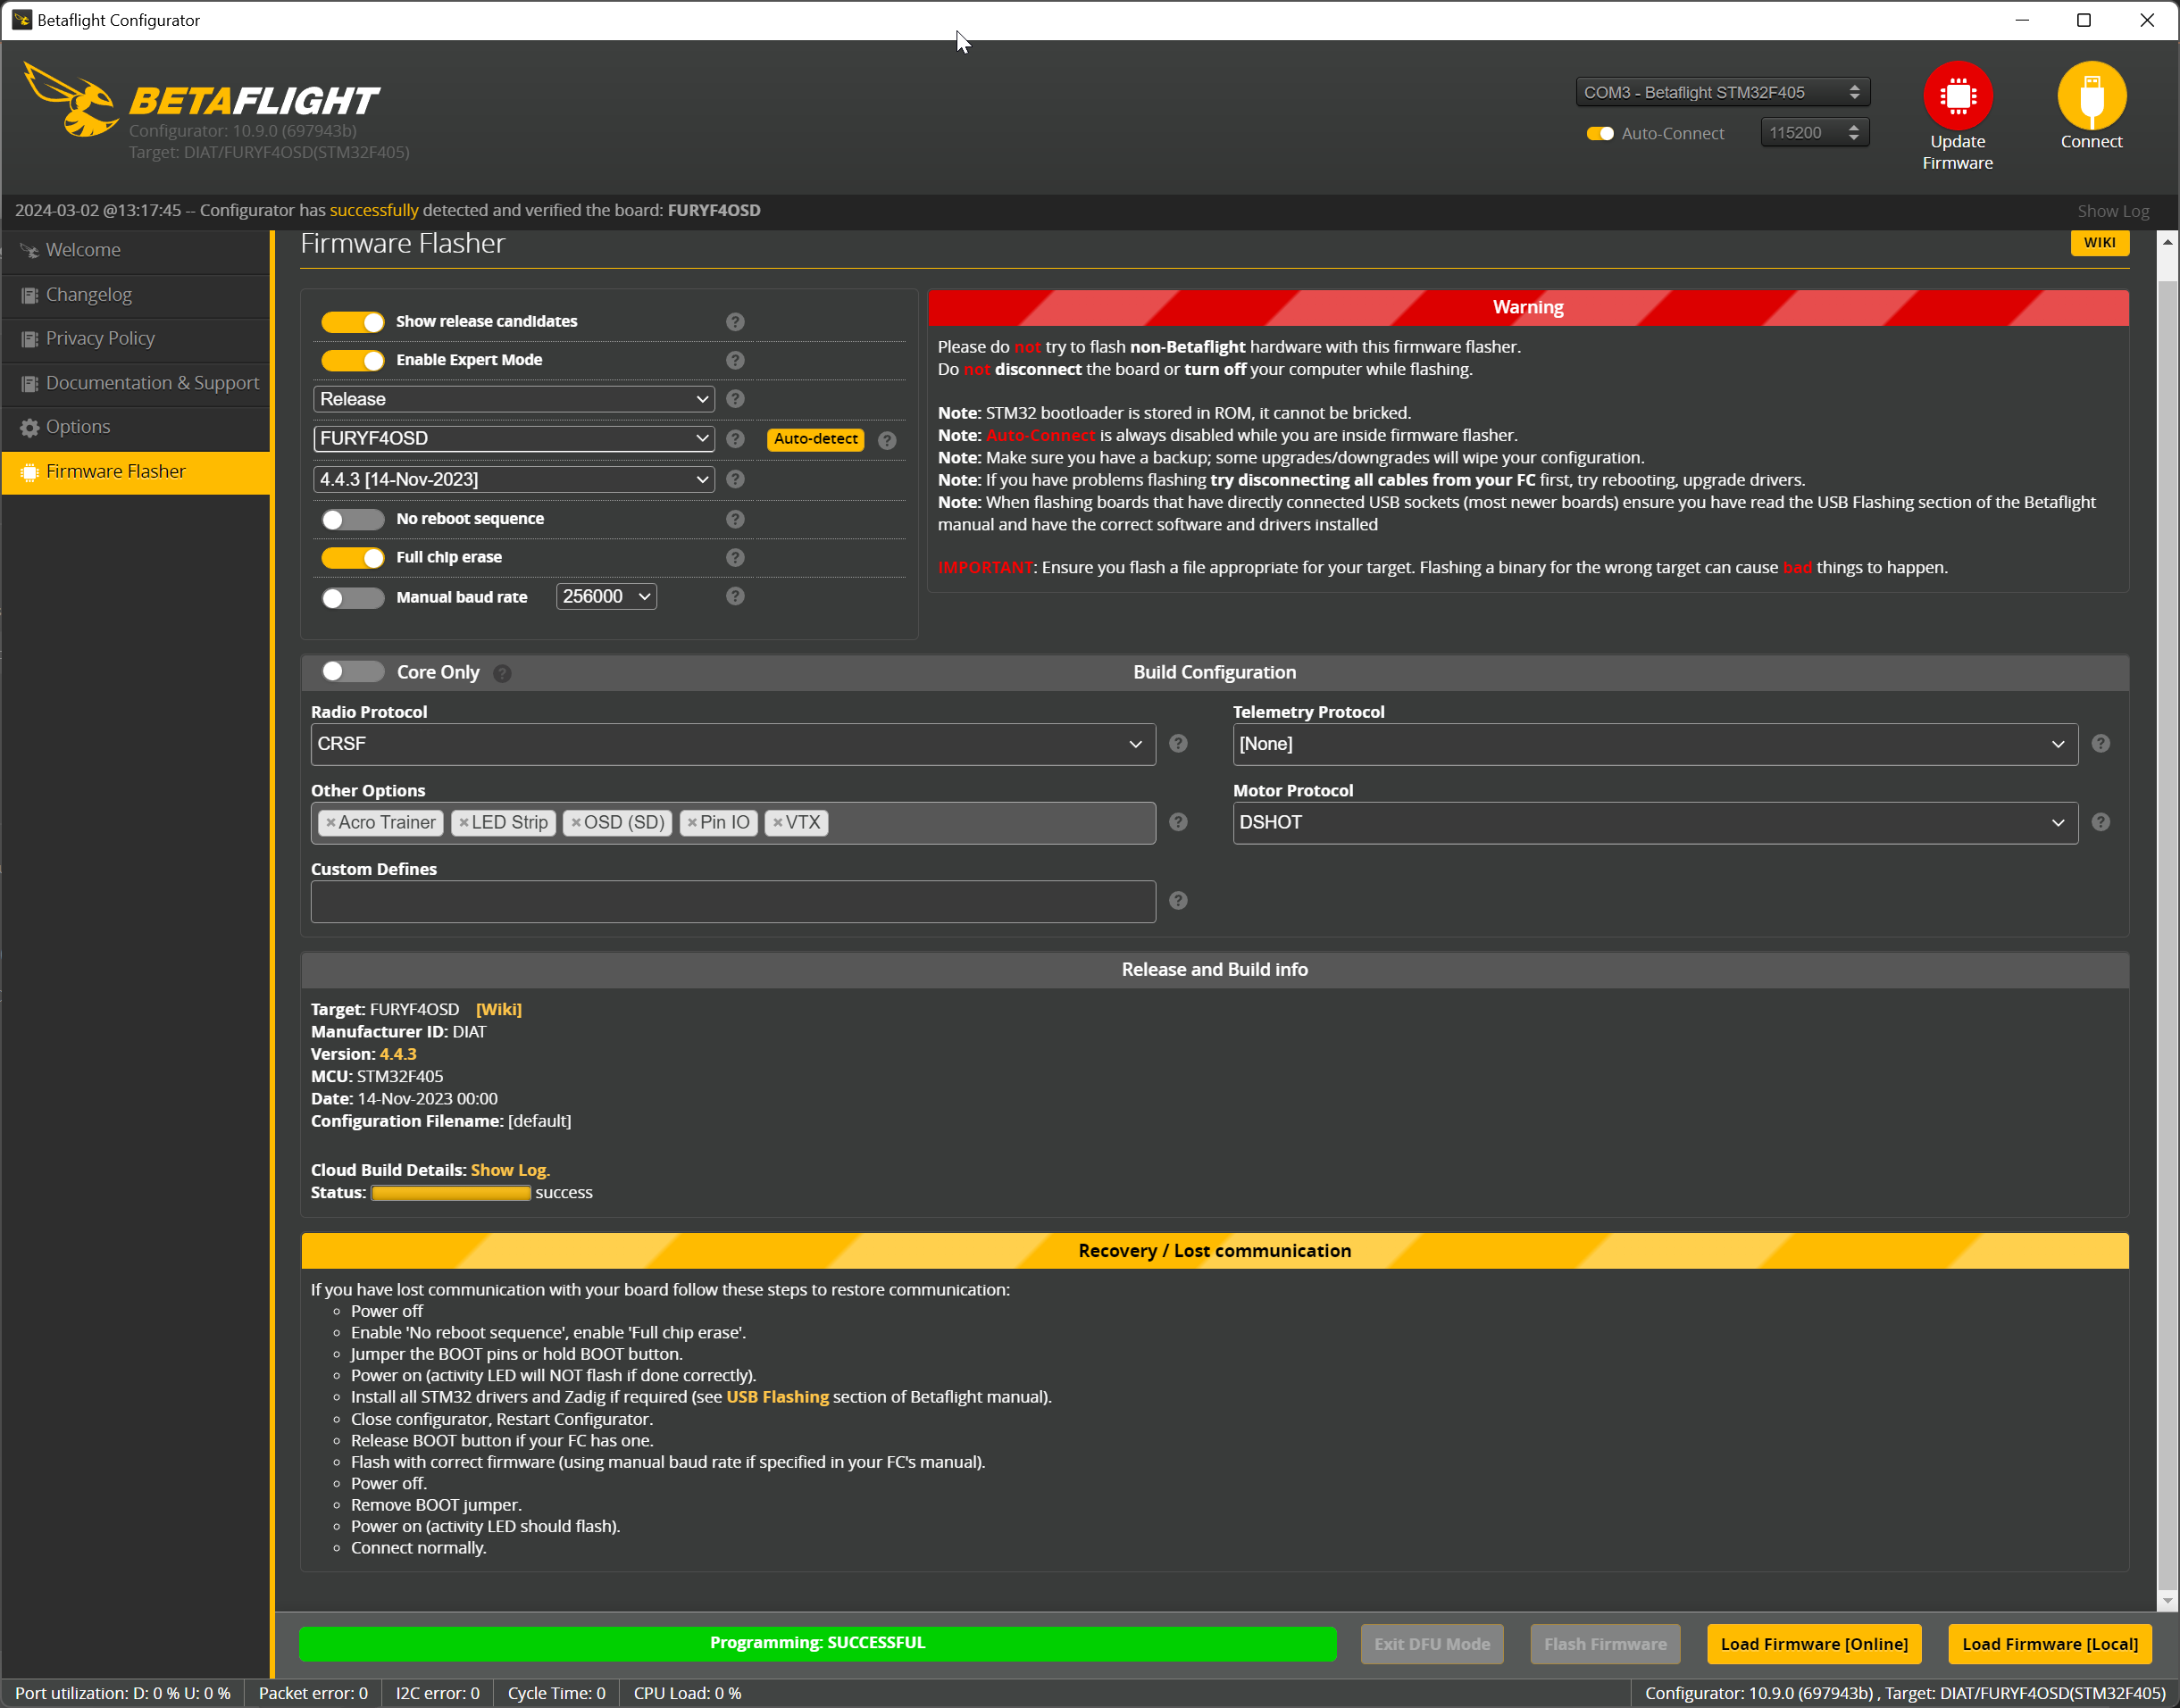 Betaflight Configurator
BETAFLIGHT
Configurator: 10.9.0 (697943b)
Target: DIAT/FURYF4OSD(STM32F405)
COM3 - Betaflight STM32F405
Auto-Connect
115200
Update
Firmware
Connect
2024-03-02 @13:17:45 -- Configurator has successfully detected and verified the board: FURYF4OSD
Show Log
Welcome
Changelog
Privacy Policy
Documentation & Support
Options
Firmware Flasher
Firmware Flasher
WIKI
Show release candidates
Enable Expert Mode
Release
FURYF4OSD
Auto-detect
4.4.3 [14-Nov-2023]
No reboot sequence
Full chip erase
Manual baud rate
256000
Warning
Please do not try to flash non-Betaflight hardware with this firmware flasher.
Do not disconnect the board or turn off your computer while flashing.
Note: STM32 bootloader is stored in ROM, it cannot be bricked.
Note: Auto-Connect is always disabled while you are inside firmware flasher.
Note: Make sure you have a backup; some upgrades/downgrades will wipe your configuration.
Note: If you have problems flashing try disconnecting all cables from your FC first, try rebooting, upgrade drivers.
Note: When flashing boards that have directly connected USB sockets (most newer boards) ensure you have read the USB Flashing section of the Betaflight
manual and have the correct software and drivers installed
IMPORTANT: Ensure you flash a file appropriate for your target. Flashing a binary for the wrong target can cause bad things to happen.
Core Only
Build Configuration
Radio Protocol
CRSF
Telemetry Protocol
[None]
Other Options
×Acro Trainer ×LED Strip ×OSD (SD) ×Pin IO ×VTX
Motor Protocol
DSHOT
Custom Defines
Release and Build info
Target: FURYF4OSD [Wiki]
Manufacturer ID: DIAT
Version: 4.4.3
MCU: STM32F405
Date: 14-Nov-2023 00:00
Configuration Filename: [default]
Cloud Build Details: Show Log.
Status: success
Recovery / Lost communication
If you have lost communication with your board follow these steps to restore communication:
Power off
Enable 'No reboot sequence', enable 'Full chip erase'.
Jumper the BOOT pins or hold BOOT button.
Power on (activity LED will NOT flash if done correctly).
Install all STM32 drivers and Zadig if required (see USB Flashing section of Betaflight manual).
Close configurator, Restart Configurator.
Release BOOT button if your FC has one.
Flash with correct firmware (using manual baud rate if specified in your FC's manual).
Power off.
Remove BOOT jumper.
Power on (activity LED should flash).
Connect normally.
Programming: SUCCESSFUL
Exit DFU Mode
Flash Firmware
Load Firmware [Online]
Load Firmware [Local]
Port utilization: D: 0 % U: 0 %
Packet error: 0
I2C error: 0
Cycle Time: 0
CPU Load: 0 %
Configurator: 10.9.0 (697943b) , Target: DIAT/FURYF4OSD(STM32F405)